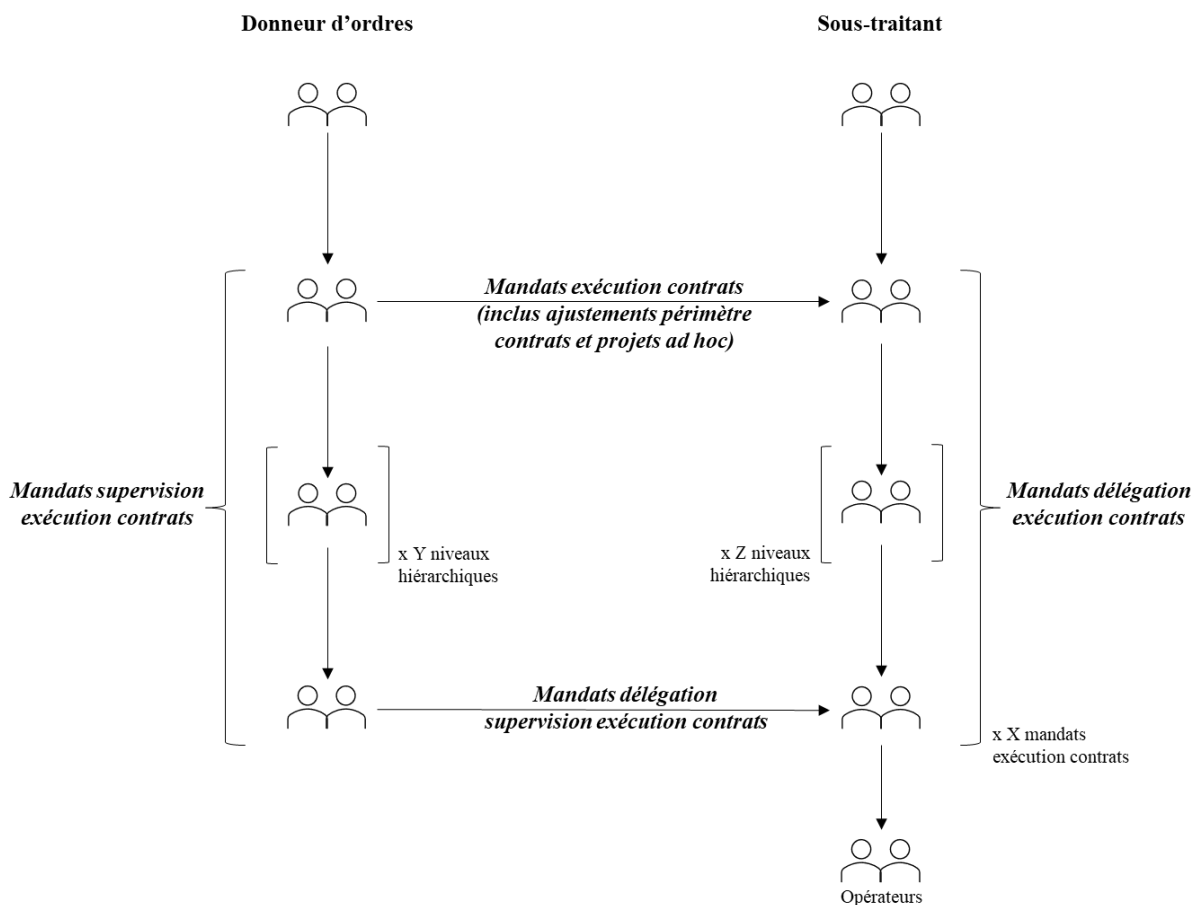 Donneur d’ordres
Sous-traitant
Mandats exécution contrats
(inclus ajustements périmètre
contrats et projets ad hoc)
Mandats supervision
exécution contrats
x Y niveaux
hiérarchiques
x Z niveaux
hiérarchiques
Mandats délégation
exécution contrats
Mandats délégation
supervision exécution contrats
x X mandats
exécution contrats
Opérateurs